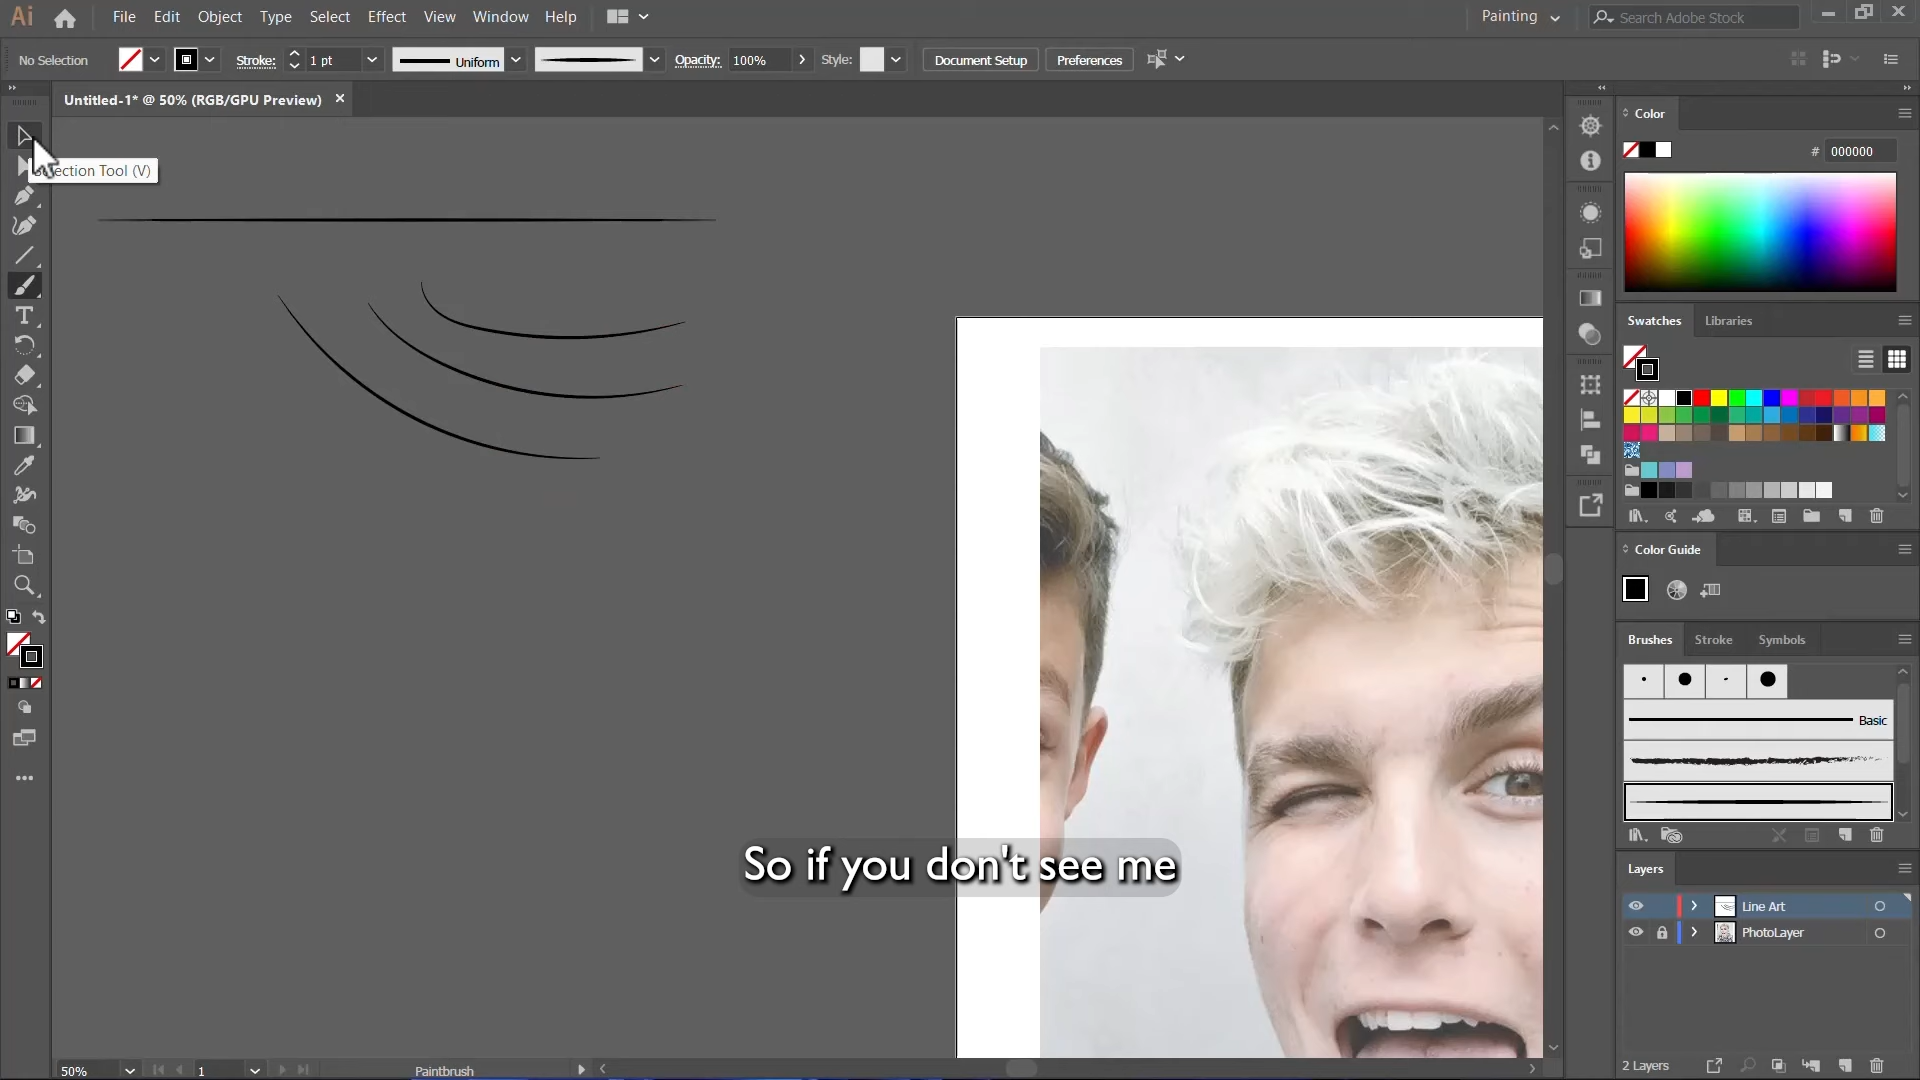 Ai File Edit Object Type Select Effect View Window Help Painting Search Adobe Stock
No Selection Stroke: 1 pt Uniform Opacity: 100% Style: Document Setup Preferences
Untitled-1* @ 50% (RGB/GPU Preview)
Color
Selection Tool (V)
# 000000
Swatches Libraries
Color Guide
Brushes Stroke Symbols
Basic
So if you don't see me
Layers
Line Art
PhotoLayer
2 Layers
50% 1 Paintbrush